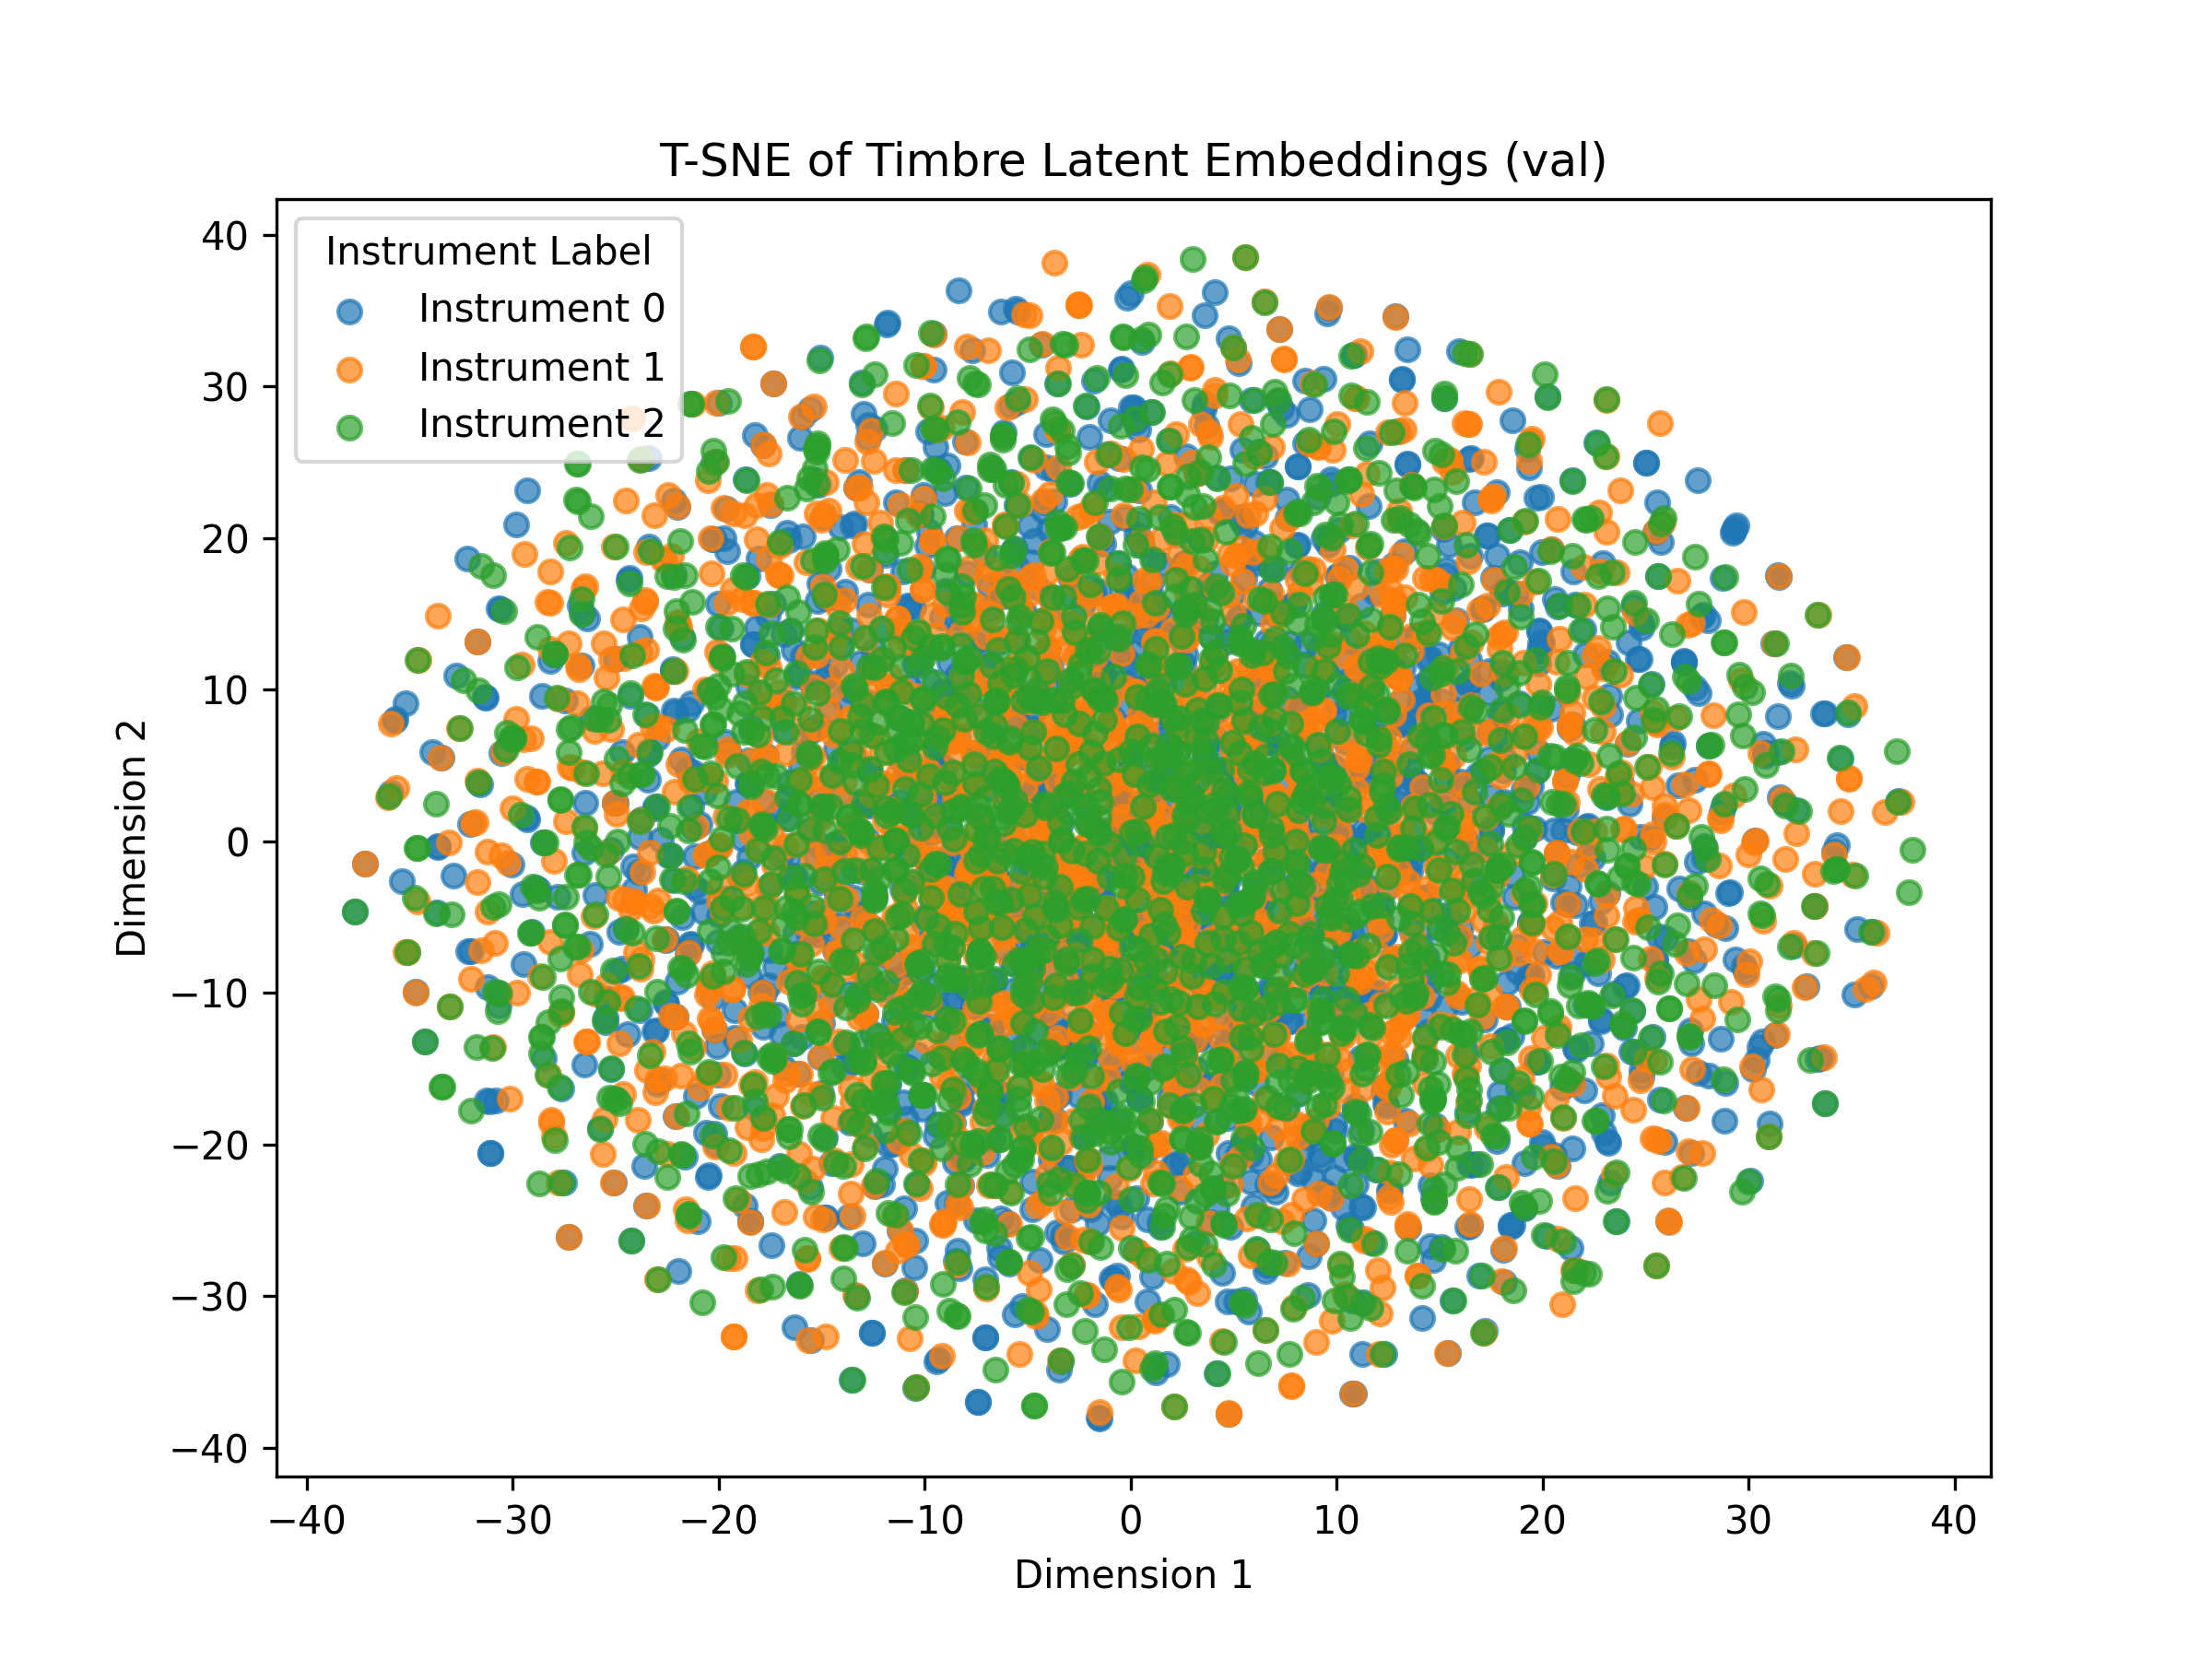 T-SNE of Timbre Latent Embeddings (val)
Instrument Label
Instrument 0
Instrument 1
Instrument 2
40
30
20
10
0
−10
−20
−30
−40
Dimension 2
−40 −30 −20 −10 0 10 20 30 40
Dimension 1